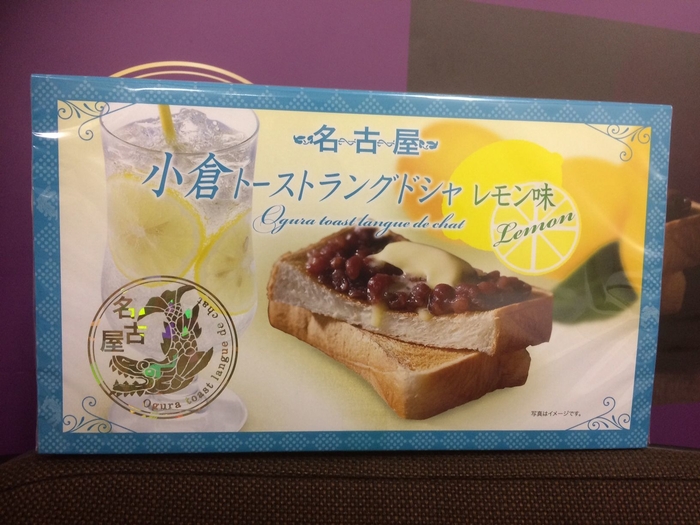 名古屋
小倉トーストラングドシャ レモン味
Ogura toast langue de chat
Lemon
名古屋
Ogura toast langue de chat
写真はイメージです。